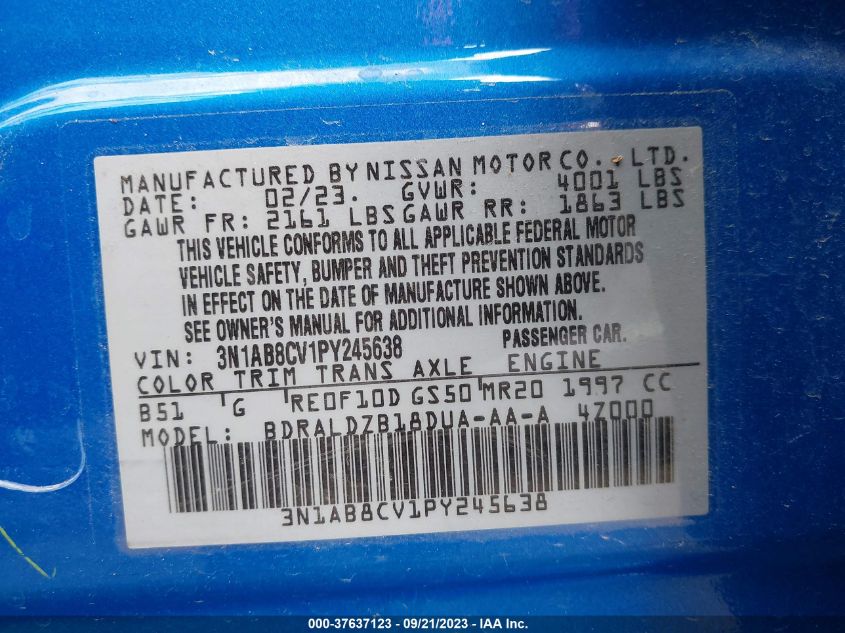 MANUFACTURED BY NISSAN MOTOR CO., LTD.
DATE: 02/23. GVWR: 4001 LBS
GAWR FR: 2161 LBS GAWR RR: 1863 LBS
THIS VEHICLE CONFORMS TO ALL APPLICABLE FEDERAL MOTOR
VEHICLE SAFETY, BUMPER AND THEFT PREVENTION STANDARDS
IN EFFECT ON THE DATE OF MANUFACTURE SHOWN ABOVE.
SEE OWNER'S MANUAL FOR ADDITIONAL INFORMATION.
VIN: 3N1AB8CV1PY245638 PASSENGER CAR.
COLOR TRIM TRANS AXLE ENGINE
B51 G RE0F10D GS50 MR20 1997 CC
MODEL: BDRALDZB18DUA-AA-A 4Z000
3N1AB8CV1PY245638
000-37637123 - 09/21/2023 - IAA Inc.